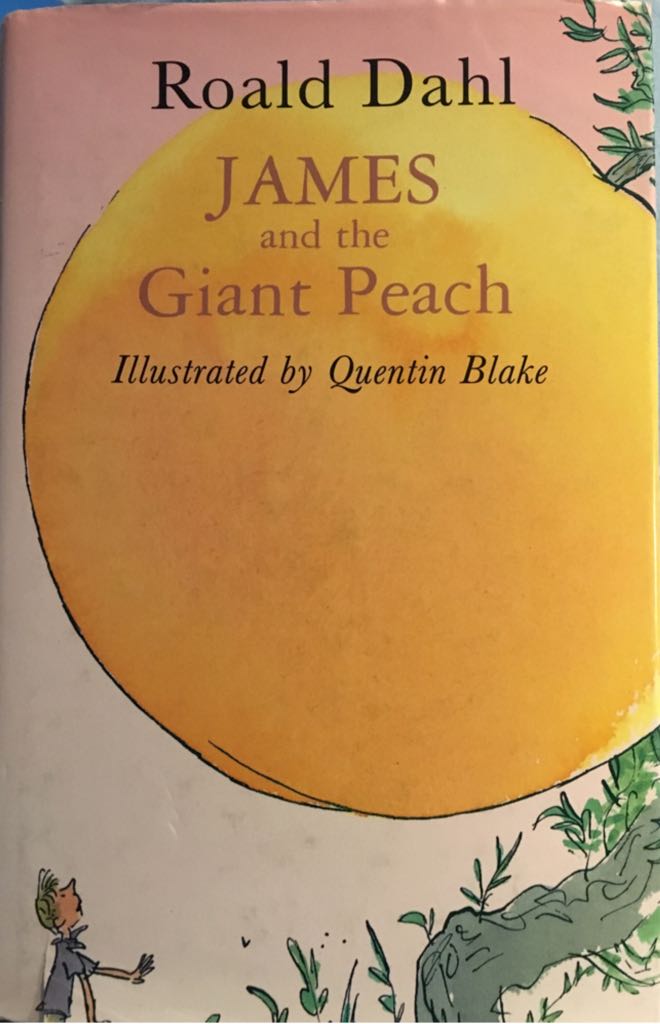 Roald Dahl
JAMES
and the
Giant Peach
Illustrated by Quentin Blake